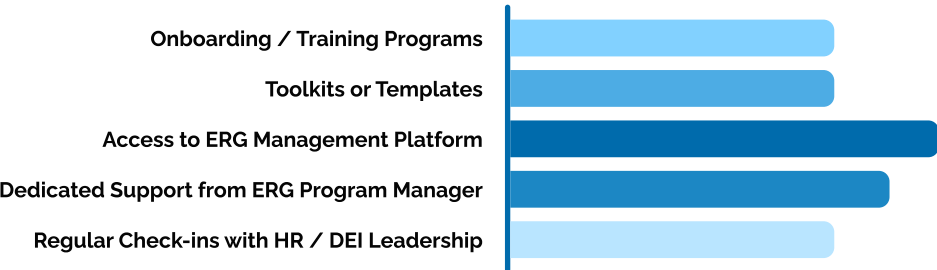 Onboarding / Training Programs
Toolkits or Templates
Access to ERG Management Platform
Dedicated Support from ERG Program Manager
Regular Check-ins with HR / DEI Leadership